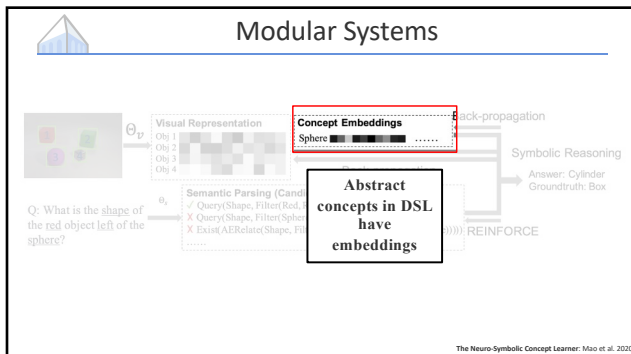 Modular Systems
Visual Representation
Obj 1
Obj 2
Obj 3
Obj 4
Concept Embeddings
Sphere ......
Back-propagation
Symbolic Reasoning
Answer: Cylinder
Groundtruth: Box
REINFORCE
Θv
Q: What is the shape of
the red object left of the
sphere?
Semantic Parsing (Candi
✓ Query(Shape, Filter(Red,
X Query(Shape, Filter(Sphe
X Exist(AERelate(Shape, Fil
......
Abstract
concepts in DSL
have
embeddings
The Neuro-Symbolic Concept Learner: Mao et al. 2020